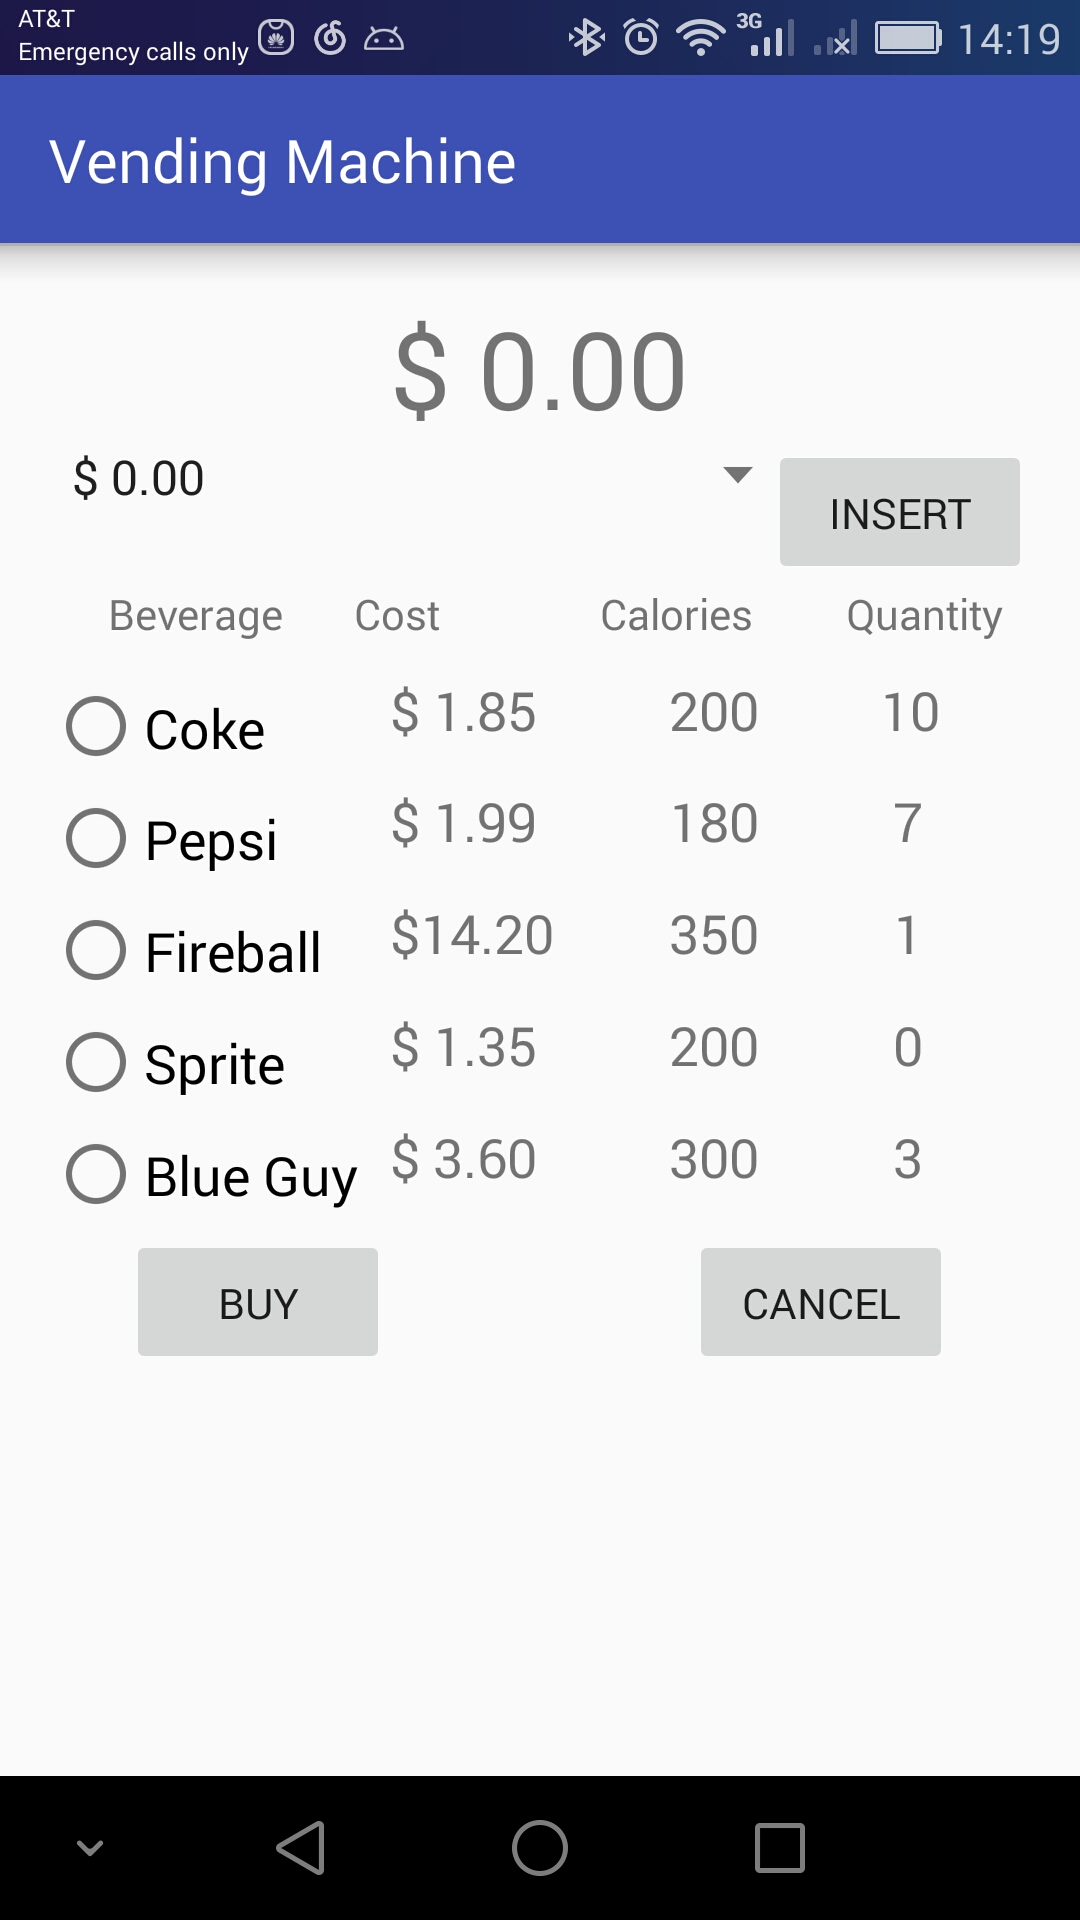 AT&T
Emergency calls only 3G 14:19
Vending Machine
$ 0.00
$ 0.00 INSERT
Beverage Cost Calories Quantity
Coke $ 1.85 200 10
Pepsi $ 1.99 180 7
Fireball $14.20 350 1
Sprite $ 1.35 200 0
Blue Guy $ 3.60 300 3
BUY CANCEL